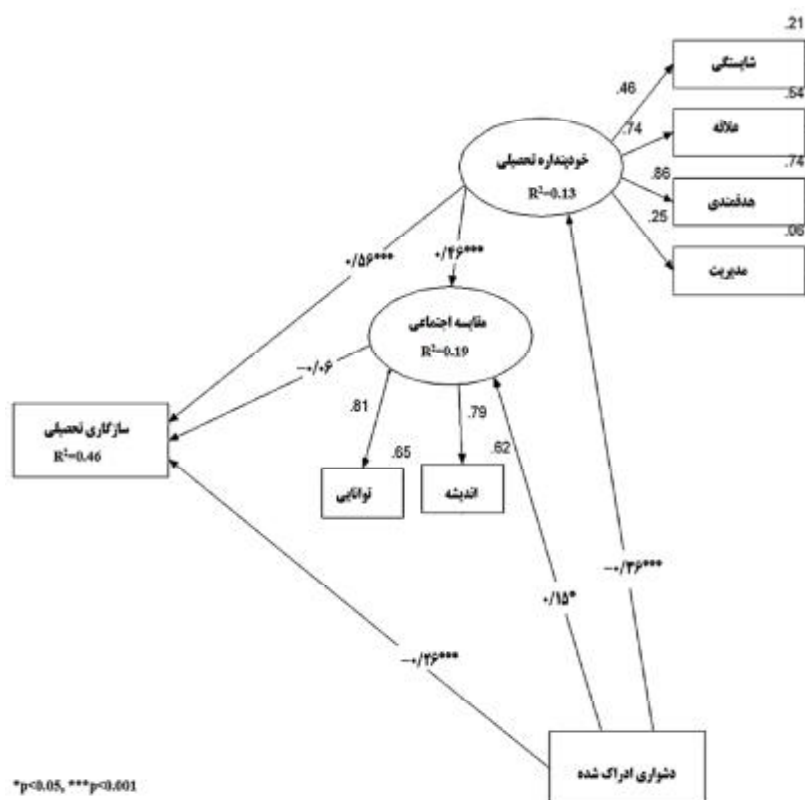 .21
شایستگی
.46
.54
علاقه
.74
خودپنداره تحصیلی
R²=0.13
.74
هدفمندی
.86
.25
.06
مدیریت
۰/۵۶***
۰/۴۶***
مقایسه اجتماعی
R²=0.19
−۰/۰۶
سازگاری تحصیلی
R²=0.46
.81
.79
.65
.62
توانایی
اندیشه
−۰/۳۶***
۰/۱۵*
−۰/۲۶***
دشواری ادراک شده
*p<0.05, ***p<0.001